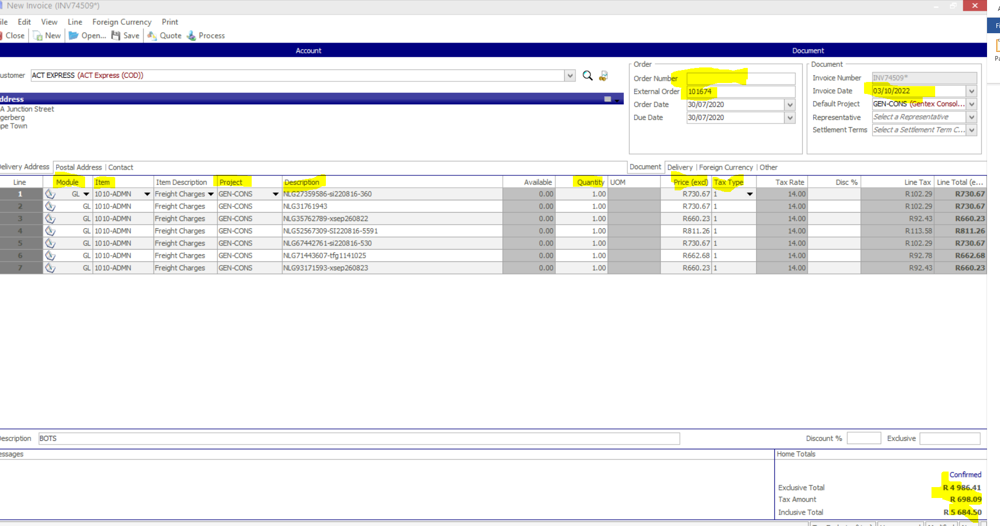 New Invoice (INV74509*)
ile Edit View Line Foreign Currency Print
Close New Open... Save Quote Process
Account Document
ustomer ACT EXPRESS (ACT Express (COD))
Order
Order Number
External Order 101674
Order Date 30/07/2020
Due Date 30/07/2020
Document
Invoice Number INV74509*
Invoice Date 03/10/2022
Default Project GEN-CONS (Gentex Consol...
Representative Select a Representative
Settlement Terms Select a Settlement Term C...
ddress
A Junction Street
gerberg
ape Town
Delivery Address Postal Address | Contact
Document Delivery | Foreign Currency | Other
Line Module Item Item Description Project Description Available Quantity UOM Price (excl) Tax Type Tax Rate Disc % Line Tax Line Total (e...
1 GL 1010-ADMN Freight Charges GEN-CONS NLG27359586-si220816-360 0.00 1.00 R730.67 1 14.00 R102.29 R730.67
2 GL 1010-ADMN Freight Charges GEN-CONS NLG31761943 0.00 1.00 R730.67 1 14.00 R102.29 R730.67
3 GL 1010-ADMN Freight Charges GEN-CONS NLG35762789-xsep260822 0.00 1.00 R660.23 1 14.00 R92.43 R660.23
4 GL 1010-ADMN Freight Charges GEN-CONS NLG52567309-SI220816-5591 0.00 1.00 R811.26 1 14.00 R113.58 R811.26
5 GL 1010-ADMN Freight Charges GEN-CONS NLG67442761-si220816-530 0.00 1.00 R730.67 1 14.00 R102.29 R730.67
6 GL 1010-ADMN Freight Charges GEN-CONS NLG71443607-tfg1141025 0.00 1.00 R662.68 1 14.00 R92.78 R662.68
7 GL 1010-ADMN Freight Charges GEN-CONS NLG93171593-xsep260823 0.00 1.00 R660.23 1 14.00 R92.43 R660.23
Description BOTS Discount % Exclusive
essages Home Totals
Confirmed
Exclusive Total R 4 986.41
Tax Amount R 698.09
Inclusive Total R 5 684.50